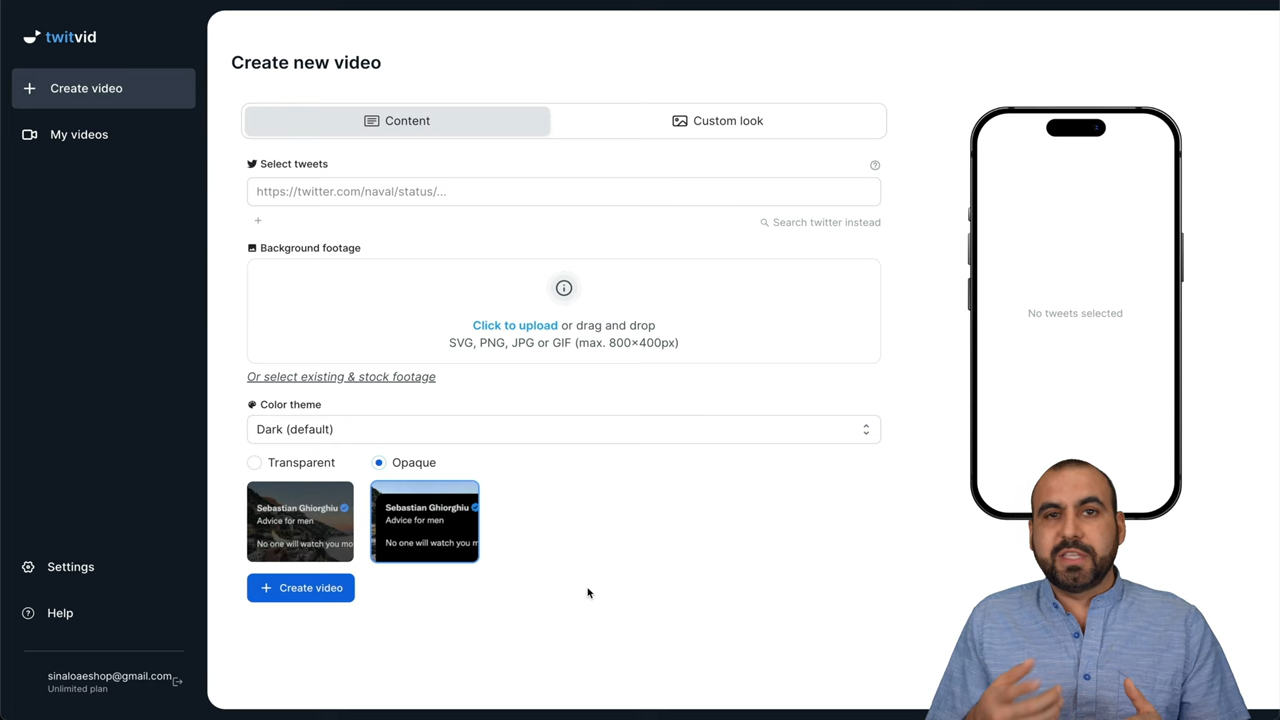 twitvid
Create video
My videos
Settings
Help
sinaloaeshop@gmail.com
Unlimited plan
Create new video
Content
Custom look
Select tweets
https://twitter.com/naval/status/...
Search twitter instead
Background footage
Click to upload or drag and drop
SVG, PNG, JPG or GIF (max. 800×400px)
Or select existing & stock footage
Color theme
Dark (default)
Transparent
Opaque
Sebastian Ghiorghiu
Advice for men
No one will watch you mo
Sebastian Ghiorghiu
Advice for men
No one will watch you m
Create video
No tweets selected